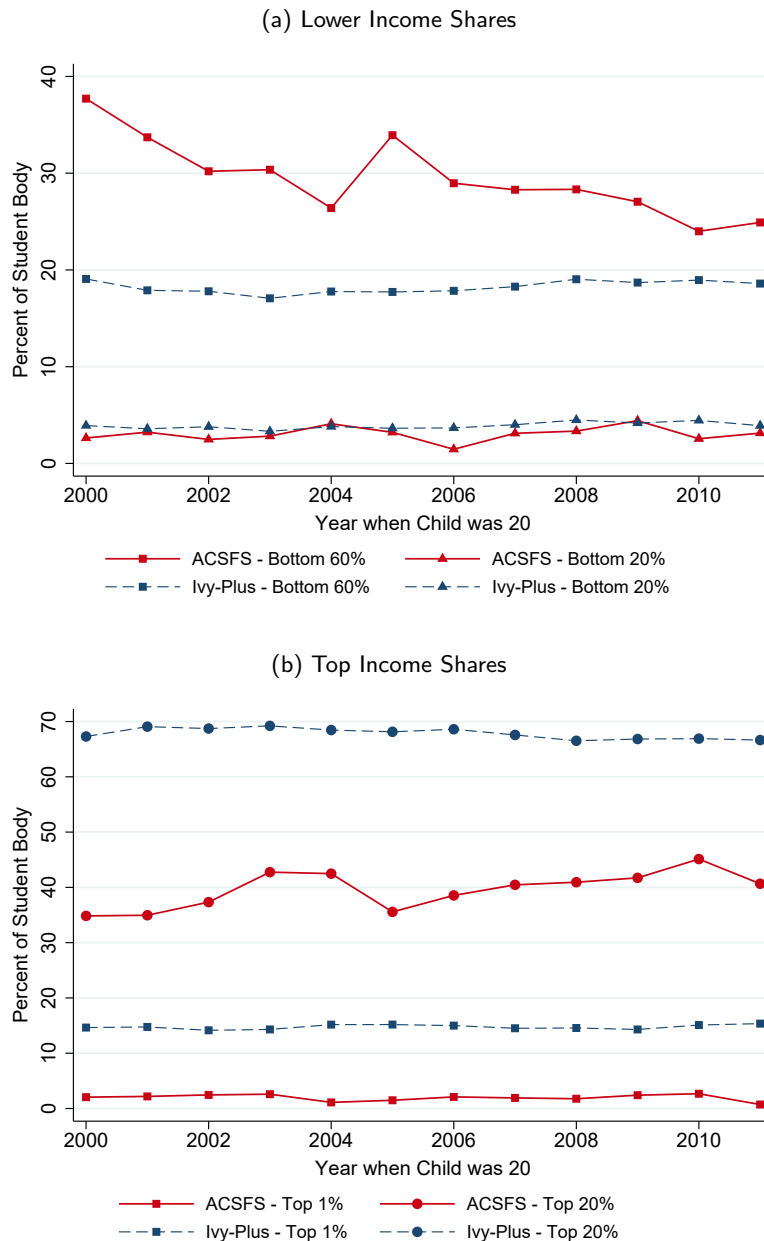 (a) Lower Income Shares
40
30
20
10
0
Percent of Student Body
2000 2002 2004 2006 2008 2010
Year when Child was 20
ACSFS - Bottom 60% ACSFS - Bottom 20%
Ivy-Plus - Bottom 60% Ivy-Plus - Bottom 20%
(b) Top Income Shares
70
60
50
40
30
20
10
0
Percent of Student Body
2000 2002 2004 2006 2008 2010
Year when Child was 20
ACSFS - Top 1% ACSFS - Top 20%
Ivy-Plus - Top 1% Ivy-Plus - Top 20%